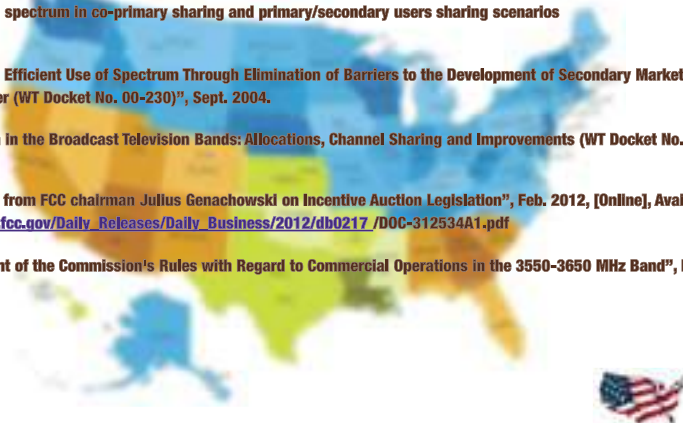 spectrum in co-primary sharing and primary/secondary users sharing scenarios
Efficient Use of Spectrum Through Elimination of Barriers to the Development of Secondary Market
er (WT Docket No. 00-230)”, Sept. 2004.
in the Broadcast Television Bands: Allocations, Channel Sharing and Improvements (WT Docket No.
from FCC chairman Julius Genachowski on Incentive Auction Legislation”, Feb. 2012, [Online], Avai
fcc.gov/Daily_Releases/Daily_Business/2012/db0217_/DOC-312534A1.pdf
nt of the Commission's Rules with Regard to Commercial Operations in the 3550-3650 MHz Band”,